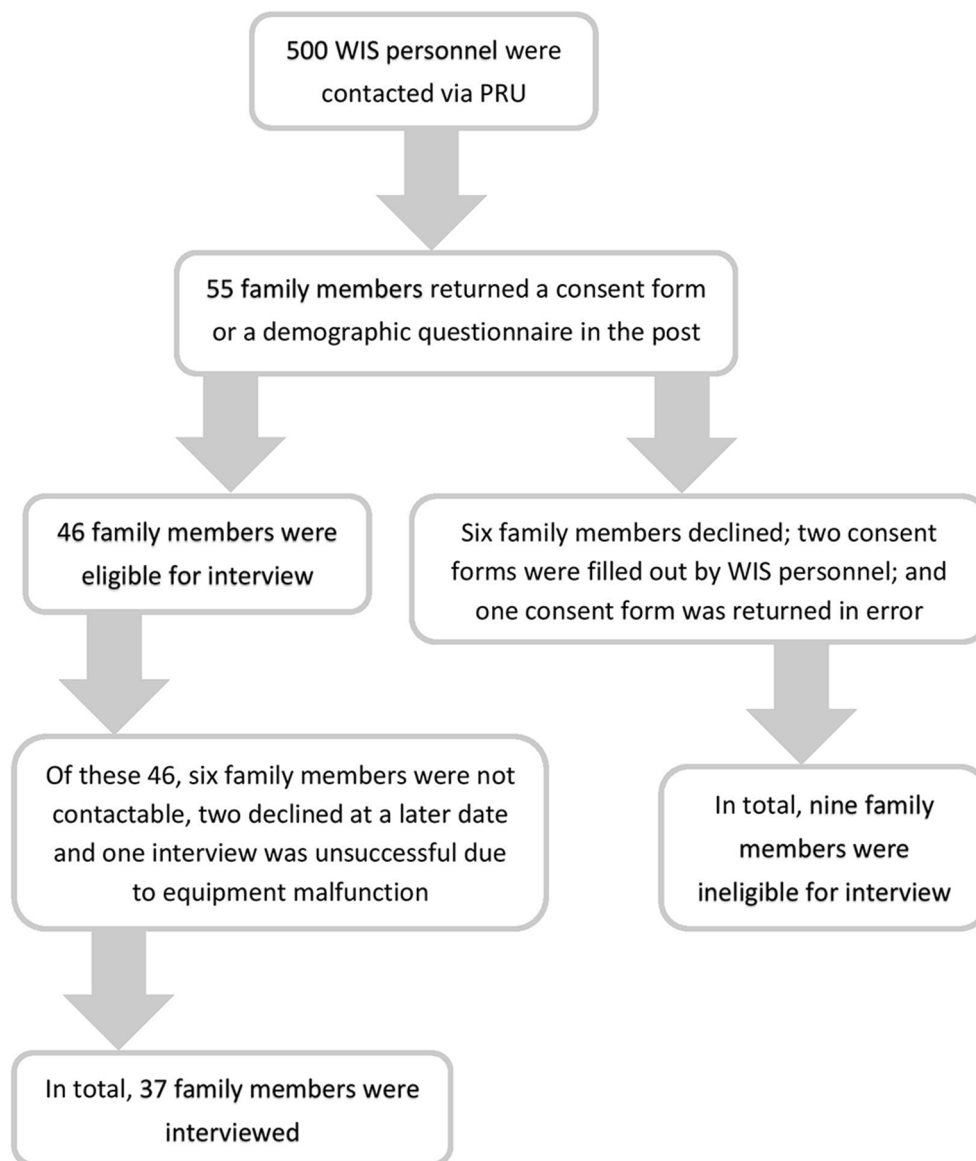 500 WIS personnel were
contacted via PRU
55 family members returned a consent form
or a demographic questionnaire in the post
46 family members were
eligible for interview
Six family members declined; two consent
forms were filled out by WIS personnel; and
one consent form was returned in error
Of these 46, six family members were not
contactable, two declined at a later date
and one interview was unsuccessful due
to equipment malfunction
In total, nine family
members were
ineligible for interview
In total, 37 family members were
interviewed